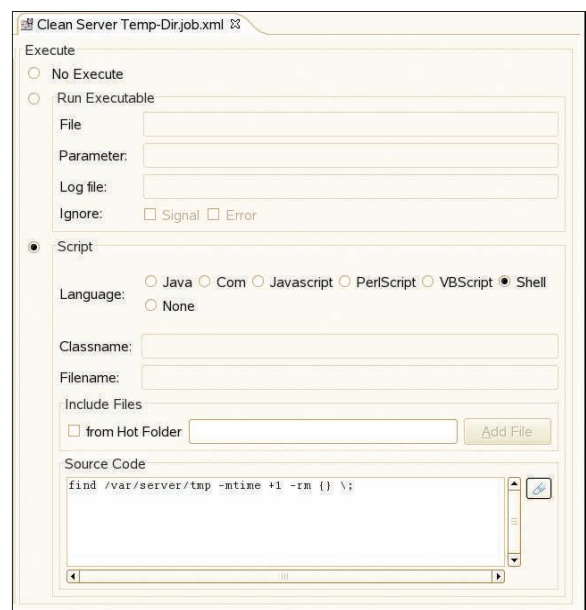 Clean Server Temp-Dir.job.xml
Execute
No Execute
Run Executable
File
Parameter:
Log file:
Ignore: Signal Error
Script
Language: Java Com Javascript PerlScript VBScript Shell
None
Classname:
Filename:
Include Files
from Hot Folder Add File
Source Code
find /var/server/tmp -mtime +1 -rm {} \;